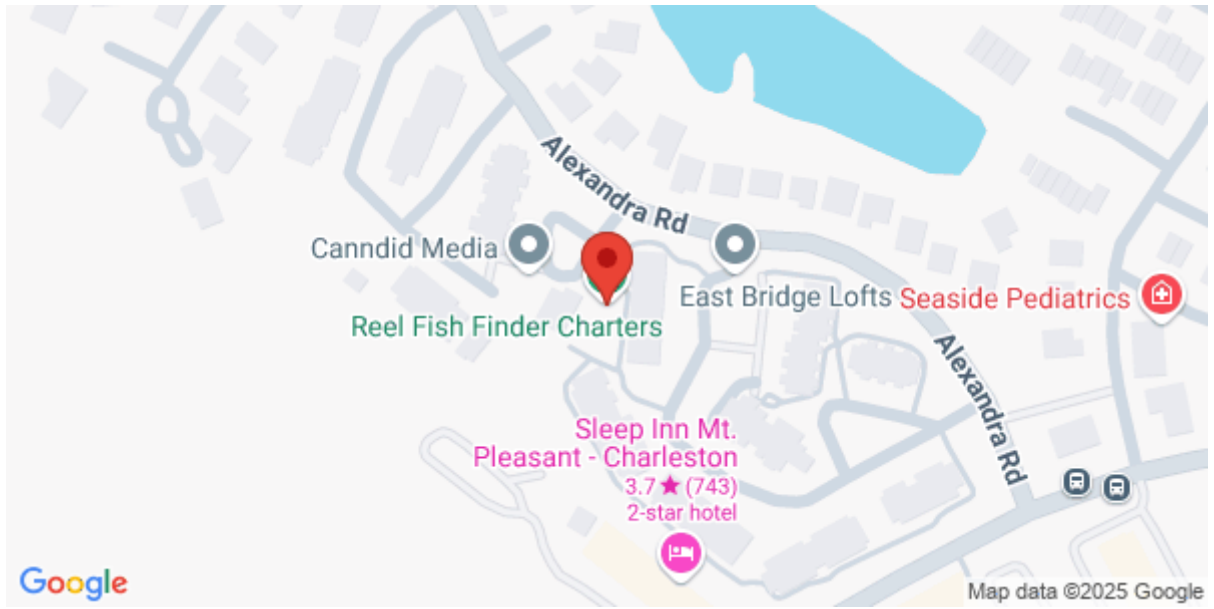 Alexandra Rd
Canndid Media
East Bridge Lofts
Seaside Pediatrics
Reel Fish Finder Charters
Alexandra Rd
Sleep Inn Mt.
Pleasant - Charleston
3.7★(743)
2-star hotel
Google
Map data ©2025 Google